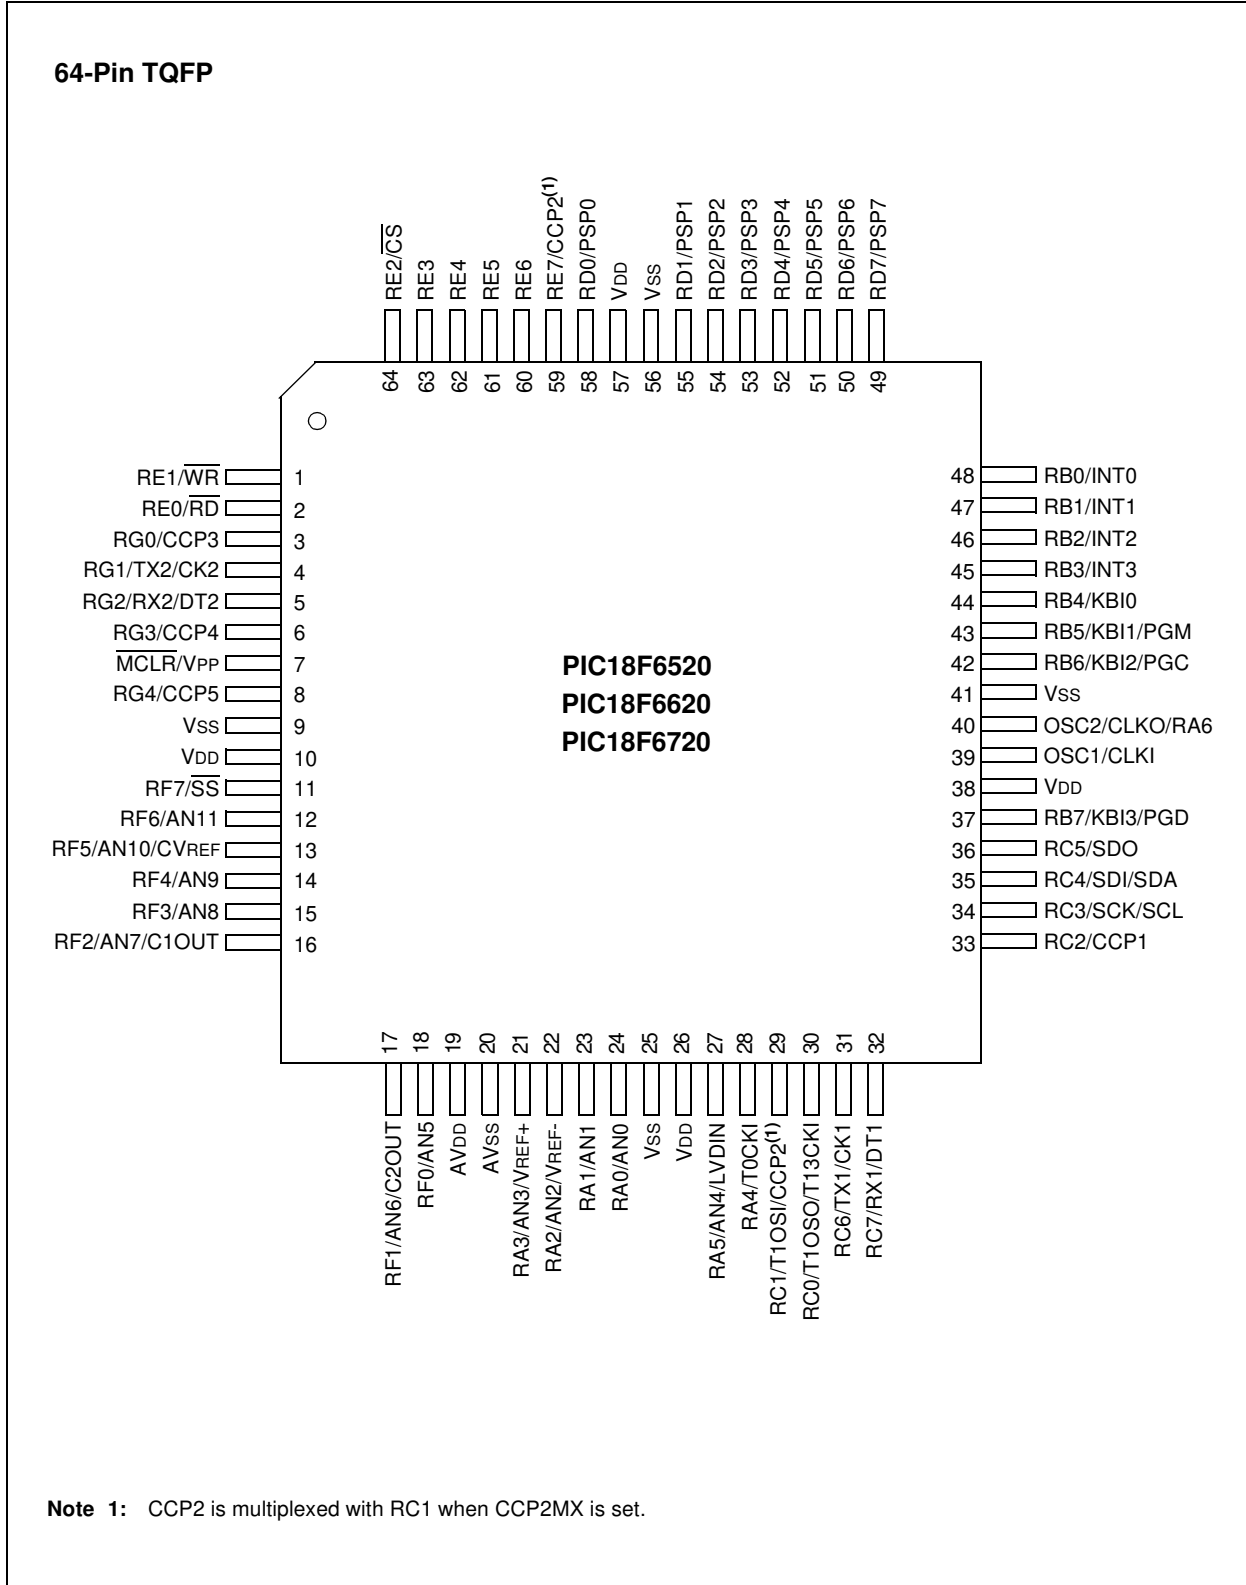 64-Pin TQFP
RE2/CS
RE3
RE4
RE5
RE6
RE7/CCP2(1)
RD0/PSP0
VDD
VSS
RD1/PSP1
RD2/PSP2
RD3/PSP3
RD4/PSP4
RD5/PSP5
RD6/PSP6
RD7/PSP7
64
63
62
61
60
59
58
57
56
55
54
53
52
51
50
49
RE1/WR 1
RE0/RD 2
RG0/CCP3 3
RG1/TX2/CK2 4
RG2/RX2/DT2 5
RG3/CCP4 6
MCLR/VPP 7
RG4/CCP5 8
VSS 9
VDD 10
RF7/SS 11
RF6/AN11 12
RF5/AN10/CVREF 13
RF4/AN9 14
RF3/AN8 15
RF2/AN7/C1OUT 16
PIC18F6520
PIC18F6620
PIC18F6720
48 RB0/INT0
47 RB1/INT1
46 RB2/INT2
45 RB3/INT3
44 RB4/KBI0
43 RB5/KBI1/PGM
42 RB6/KBI2/PGC
41 VSS
40 OSC2/CLKO/RA6
39 OSC1/CLKI
38 VDD
37 RB7/KBI3/PGD
36 RC5/SDO
35 RC4/SDI/SDA
34 RC3/SCK/SCL
33 RC2/CCP1
17
18
19
20
21
22
23
24
25
26
27
28
29
30
31
32
RF1/AN6/C2OUT
RF0/AN5
AVDD
AVSS
RA3/AN3/VREF+
RA2/AN2/VREF-
RA1/AN1
RA0/AN0
VSS
VDD
RA5/AN4/LVDIN
RA4/T0CKI
RC1/T1OSI/CCP2(1)
RC0/T1OSO/T13CKI
RC6/TX1/CK1
RC7/RX1/DT1
Note 1: CCP2 is multiplexed with RC1 when CCP2MX is set.